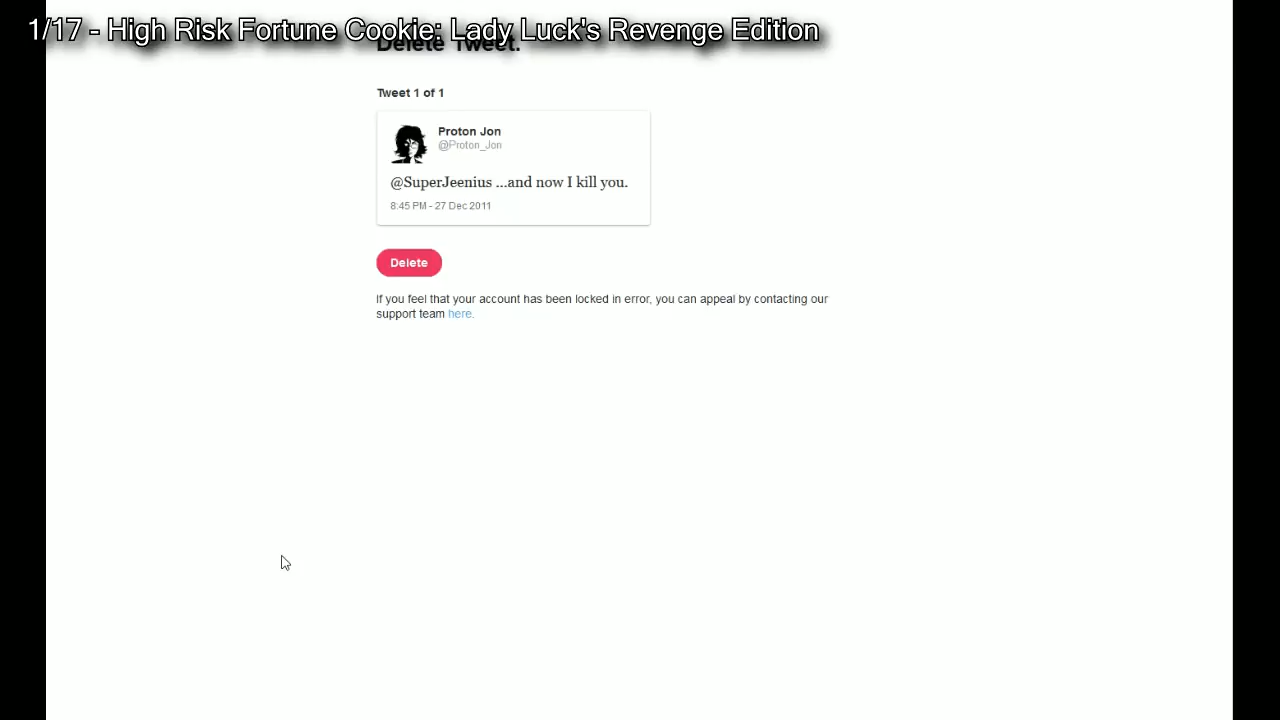 1/17 - High Risk Fortune Cookie: Lady Luck's Revenge Edition
Delete Tweet.
Tweet 1 of 1
Proton Jon
@Proton_Jon
@SuperJeenius ...and now I kill you.
8:45 PM - 27 Dec 2011
Delete
If you feel that your account has been locked in error, you can appeal by contacting our
support team here.